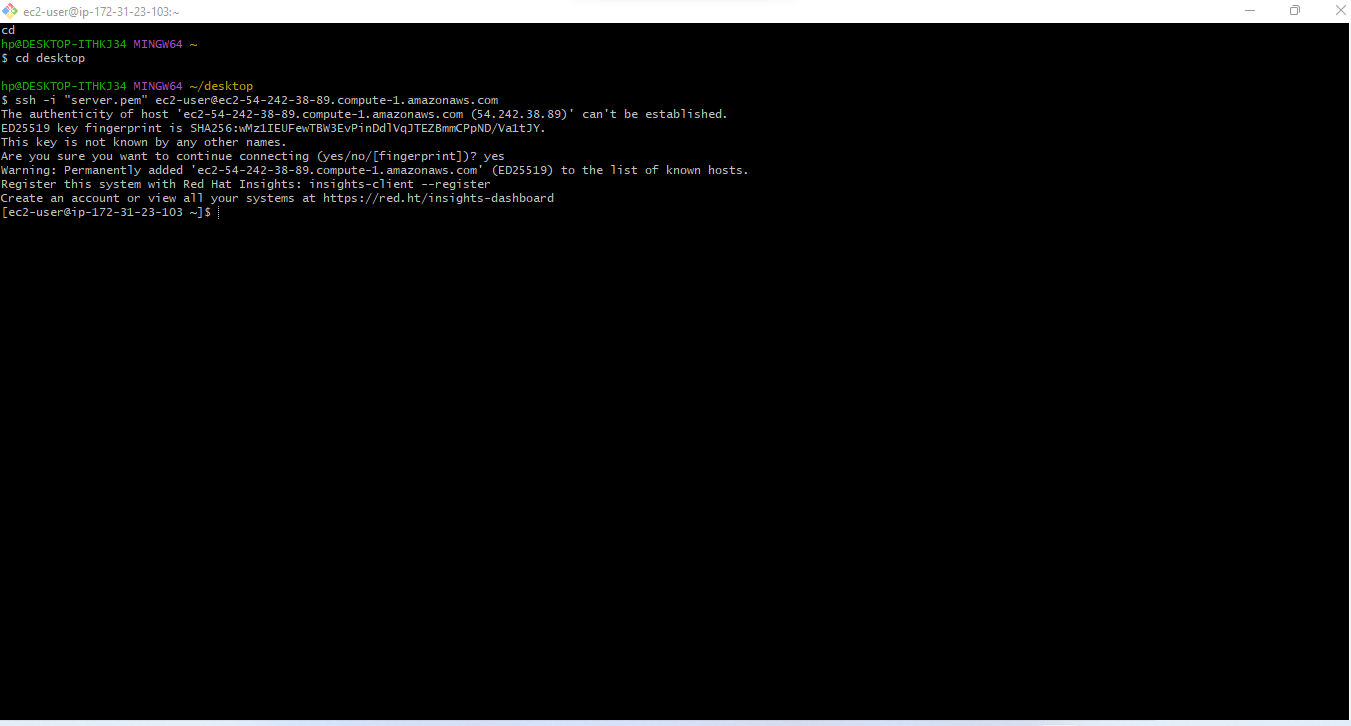 ec2-user@ip-172-31-23-103:~
cd
hp@DESKTOP-ITHKJ34 MINGW64 ~
$ cd desktop
hp@DESKTOP-ITHKJ34 MINGW64 ~/desktop
$ ssh -i "server.pem" ec2-user@ec2-54-242-38-89.compute-1.amazonaws.com
The authenticity of host 'ec2-54-242-38-89.compute-1.amazonaws.com (54.242.38.89)' can't be established.
ED25519 key fingerprint is SHA256:wMz1IEUFewTBW3EvPinDdlVqJTEZBmmCPpND/Va1tJY.
This key is not known by any other names.
Are you sure you want to continue connecting (yes/no/[fingerprint])? yes
Warning: Permanently added 'ec2-54-242-38-89.compute-1.amazonaws.com' (ED25519) to the list of known hosts.
Register this system with Red Hat Insights: insights-client --register
Create an account or view all your systems at https://red.ht/insights-dashboard
[ec2-user@ip-172-31-23-103 ~]$